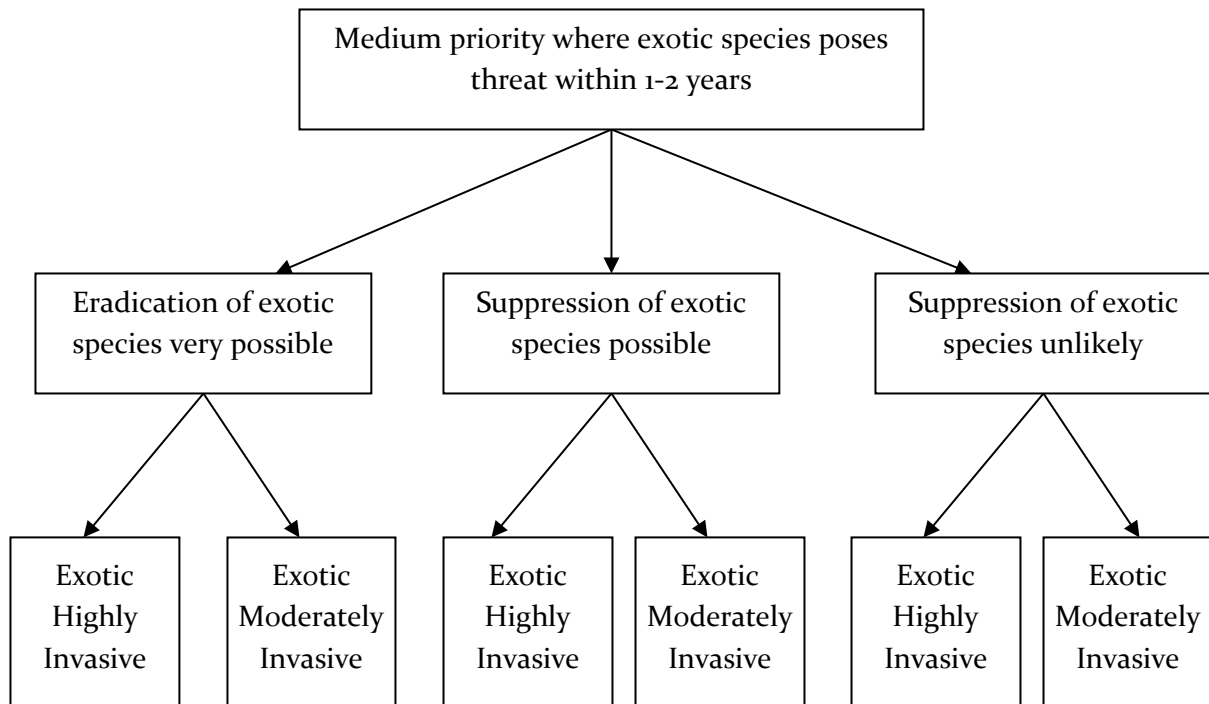 Medium priority where exotic species poses
threat within 1-2 years
Eradication of exotic
species very possible
Suppression of exotic
species possible
Suppression of exotic
species unlikely
Exotic
Highly
Invasive
Exotic
Moderately
Invasive
Exotic
Highly
Invasive
Exotic
Moderately
Invasive
Exotic
Highly
Invasive
Exotic
Moderately
Invasive